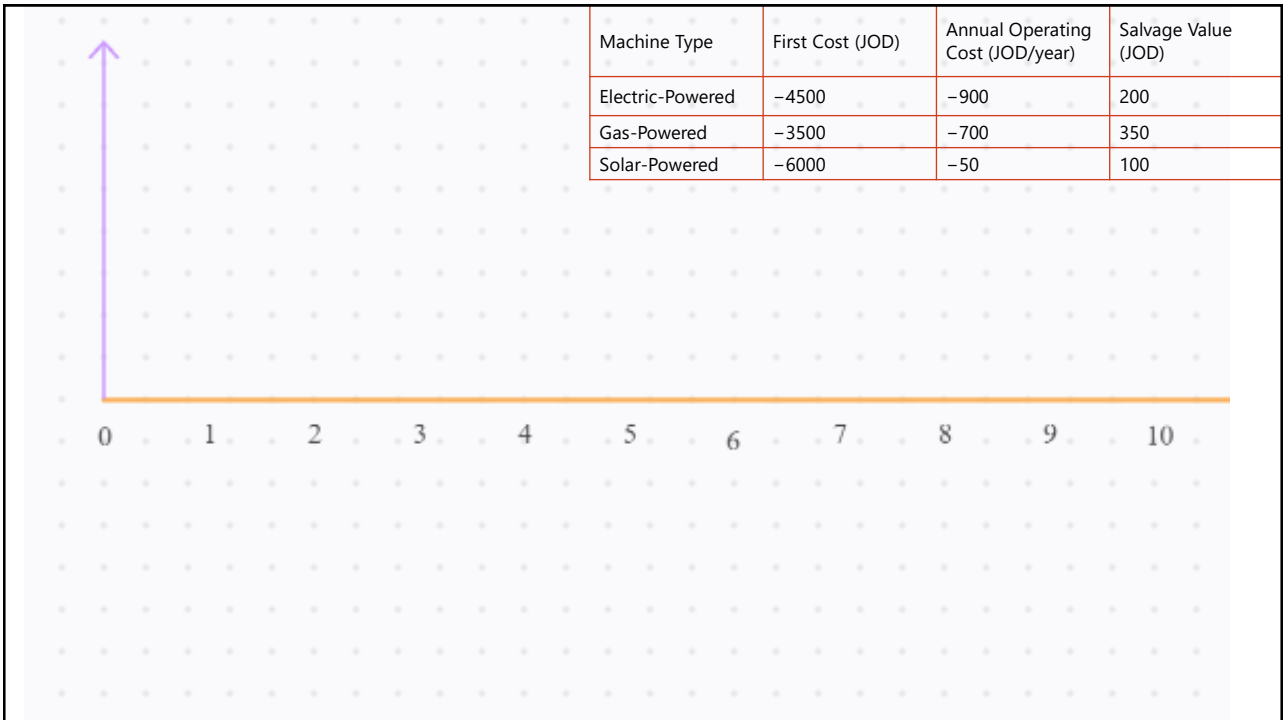 Machine Type
First Cost (JOD)
Annual Operating
Cost (JOD/year)
Salvage Value
(JOD)
Electric-Powered −4500 −900 200
Gas-Powered −3500 −700 350
Solar-Powered −6000 −50 100
0 1 2 3 4 5 6 7 8 9 10